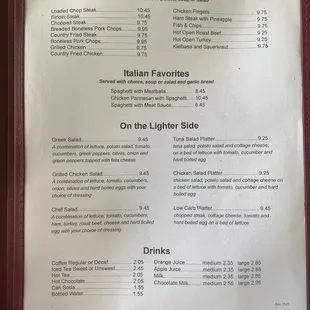 Loaded Chop Steak 10.45
Sirloin Steak 10.45
Chopped Steak 9.75
Breaded Boneless Pork Chops 9.75
Country Fried Steak 9.75
Boneless Pork Chops 9.95
Grilled Chicken 9.75
Country Fried Chicken 9.75
Chicken Fingers 9.75
Ham Steak with Pineapple 9.75
Fish & Chips 9.75
Hot Open Roast Beef 9.25
Hot Open Turkey 9.25
Kielbasa and Sauerkraut 9.25
Italian Favorites
Served with choice, soup or salad and garlic bread
Spaghetti with Meatballs 8.45
Chicken Parmesan with Spaghetti 10.45
Spaghetti with Meat Sauce 8.45
On the Lighter Side
Greek Salad 9.45
A combination of lettuce, potato salad, tomato,
cucumbers, greek peppers, olives, onion and
green peppers topped with feta cheese
Grilled Chicken Salad 9.45
A combination of lettuce, tomato, cucumbers,
onion, olives and hard boiled eggs with your
choice of dressing
Chef Salad 9.45
A combination of lettuce, tomato, cucumbers,
ham, turkey, roast beef, cheese and hard boiled
egg with your choice of dressing
Tuna Salad Platter 9.25
tuna salad, potato salad and cottage cheese,
on a bed of lettuce with tomato, cucumber and
hard boiled egg
Chicken Salad Platter 9.25
chicken salad, potato salad and cottage cheese on
a bed of lettuce with tomato, cucumber and hard
boiled egg
Low Carb Platter 9.45
chopped steak, cottage cheese, tomato and
hard boiled egg on a bed of lettuce
Drinks
Coffee Regular or Decaf 2.05
Iced Tea Sweet or Unsweet 2.45
Hot Tea 2.05
Hot Chocolate 2.05
Can Soda 1.55
Bottled Water 1.55
Orange Juice medium 2.35 large 2.85
Apple Juice medium 2.35 large 2.85
Milk medium 2.35 large 2.85
Chocolate Milk medium 2.55 large 2.95